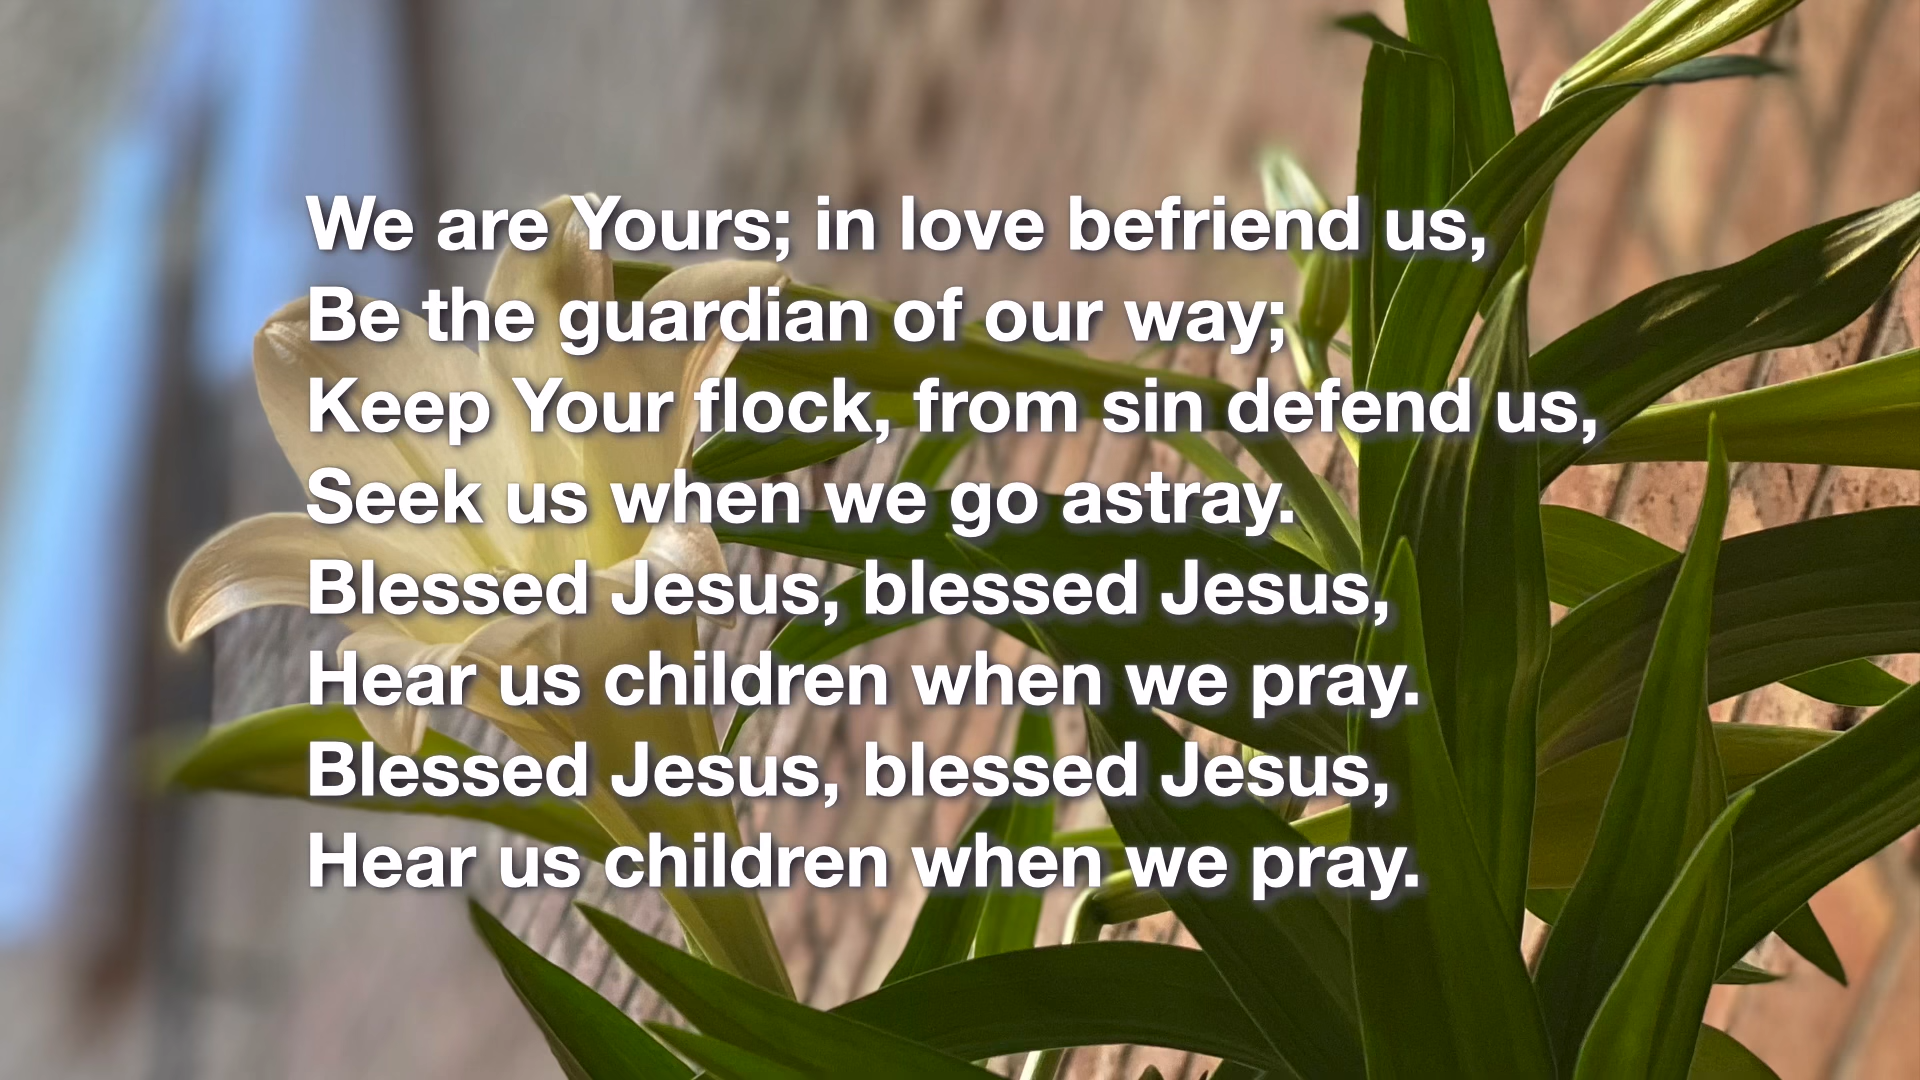 We are Yours; in love befriend us,
Be the guardian of our way;
Keep Your flock, from sin defend us,
Seek us when we go astray.
Blessed Jesus, blessed Jesus,
Hear us children when we pray.
Blessed Jesus, blessed Jesus,
Hear us children when we pray.